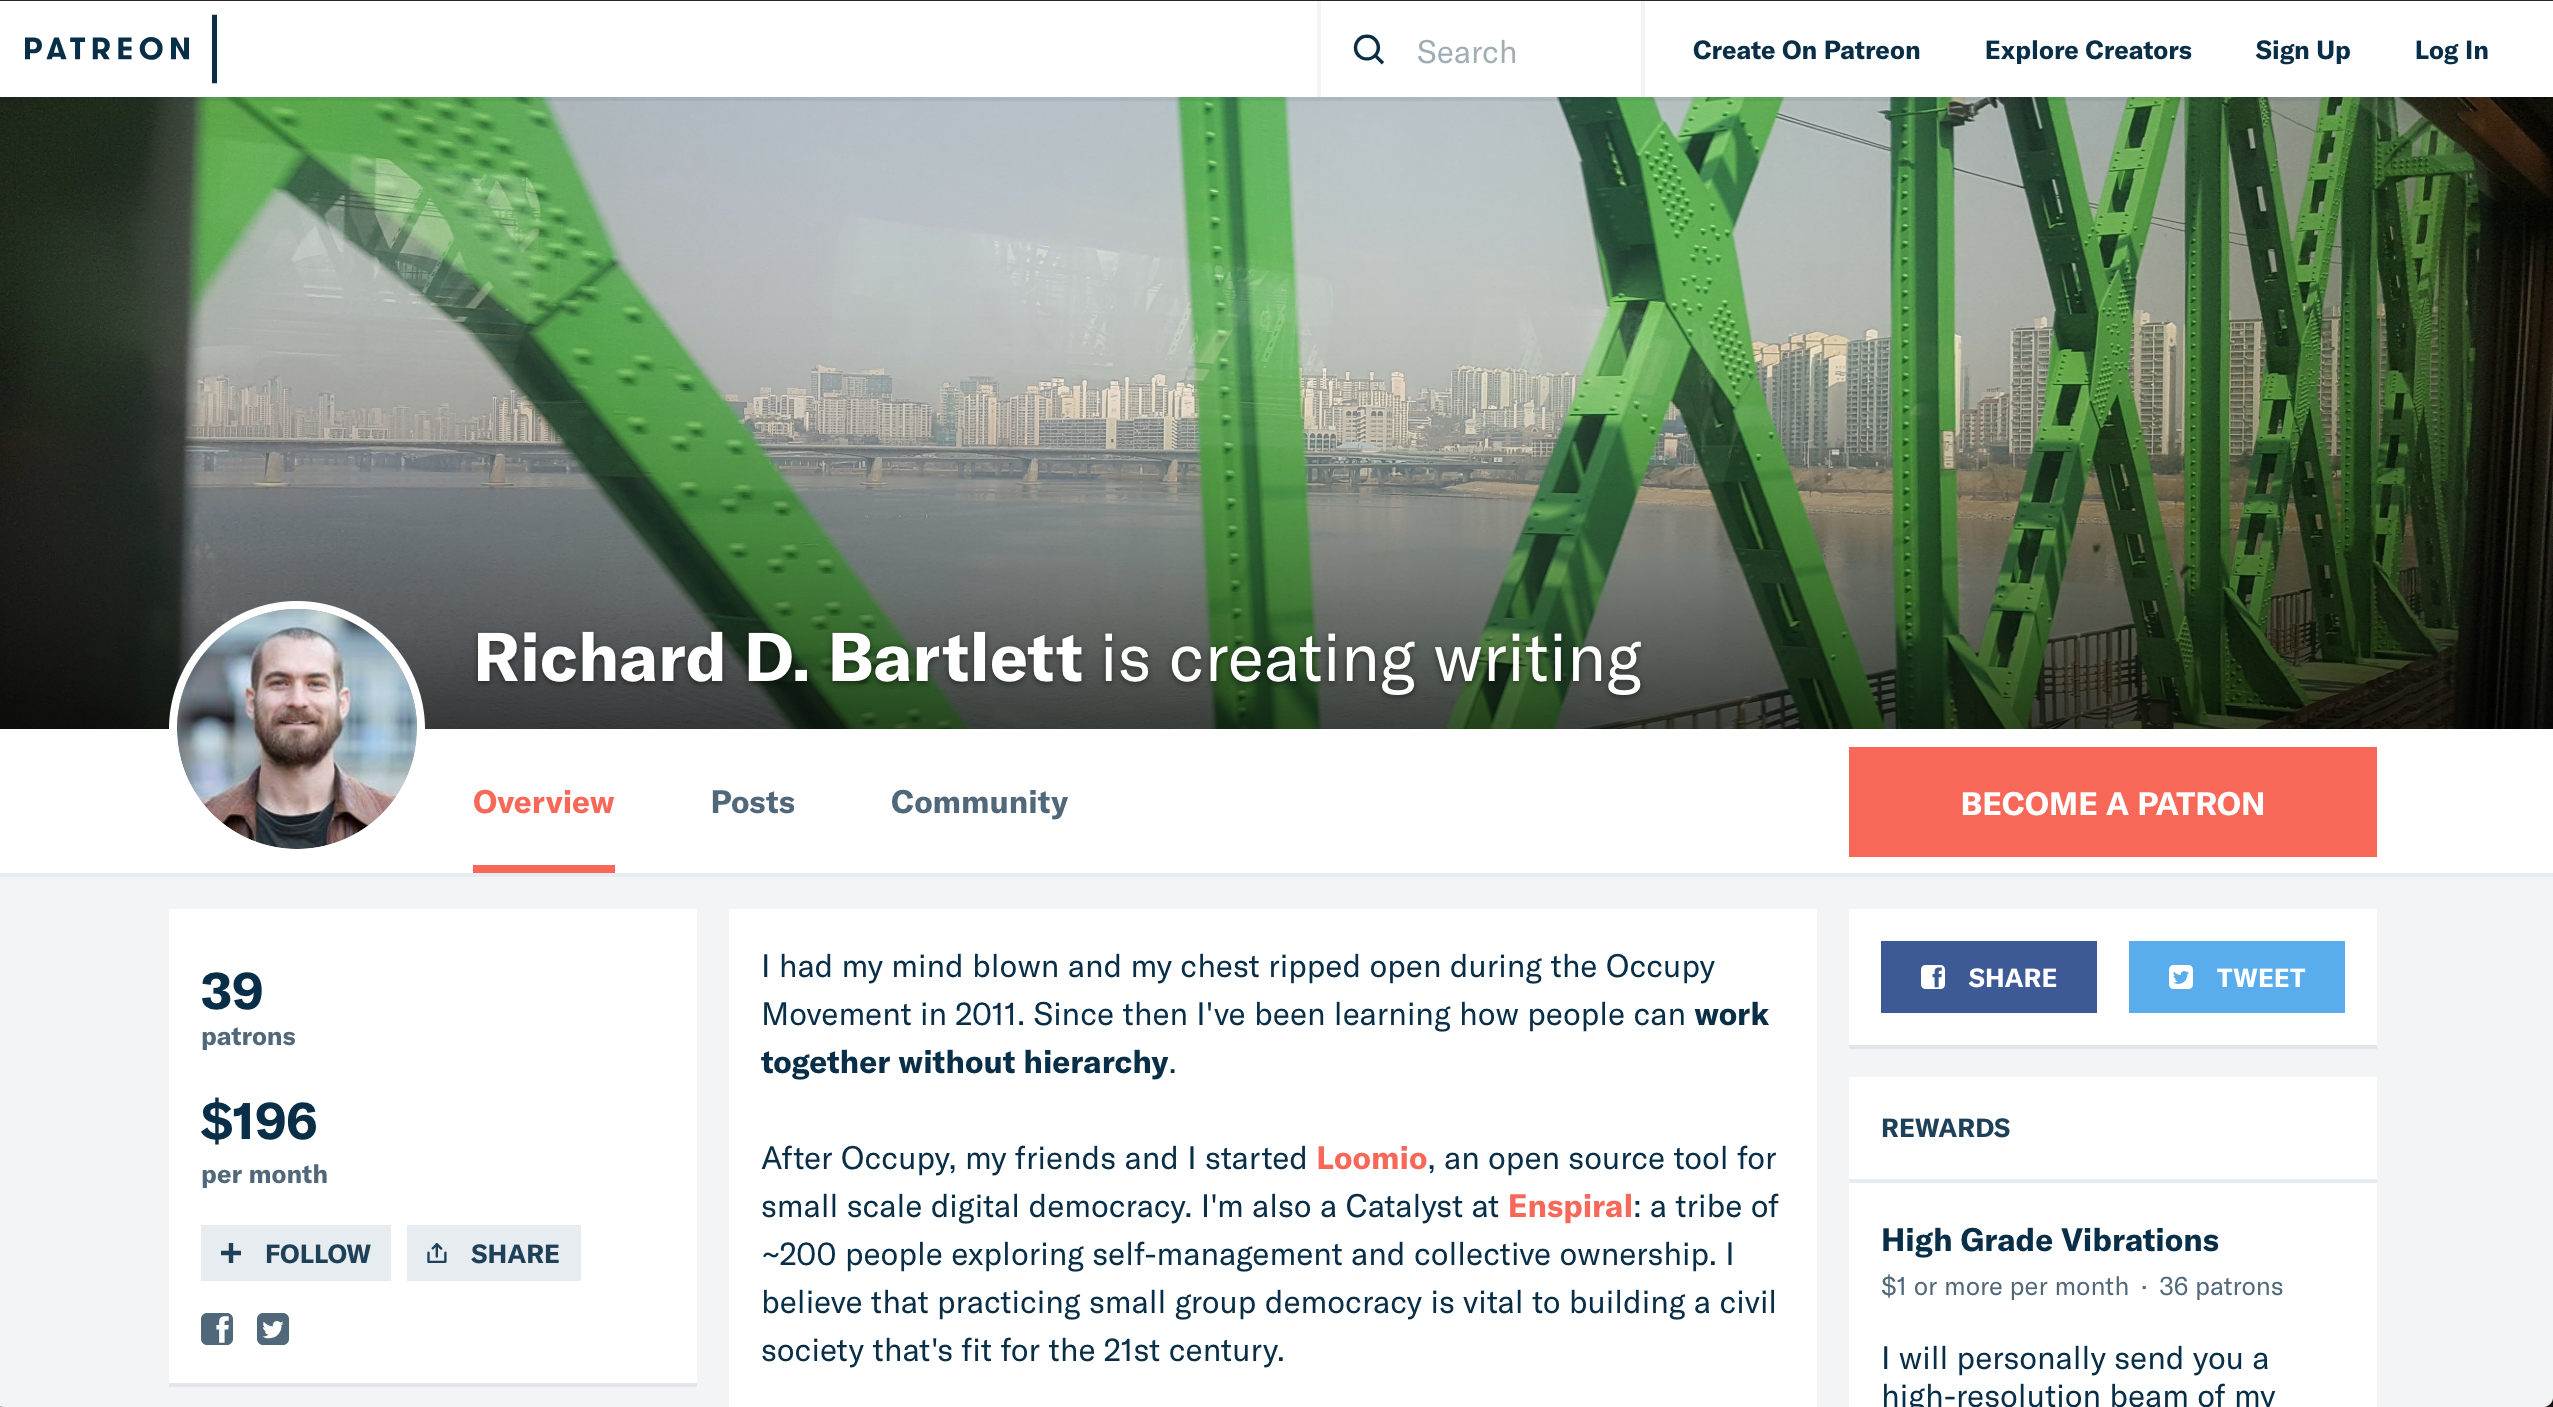 PATREON
Search
Create On Patreon
Explore Creators
Sign Up
Log In
Richard D. Bartlett is creating writing
Overview
Posts
Community
BECOME A PATRON
39
patrons
$196
per month
+ FOLLOW
SHARE
I had my mind blown and my chest ripped open during the Occupy
Movement in 2011. Since then I've been learning how people can work
together without hierarchy.
After Occupy, my friends and I started Loomio, an open source tool for
small scale digital democracy. I'm also a Catalyst at Enspiral: a tribe of
~200 people exploring self-management and collective ownership. I
believe that practicing small group democracy is vital to building a civil
society that's fit for the 21st century.
SHARE
TWEET
REWARDS
High Grade Vibrations
$1 or more per month · 36 patrons
I will personally send you a
high-resolution beam of my